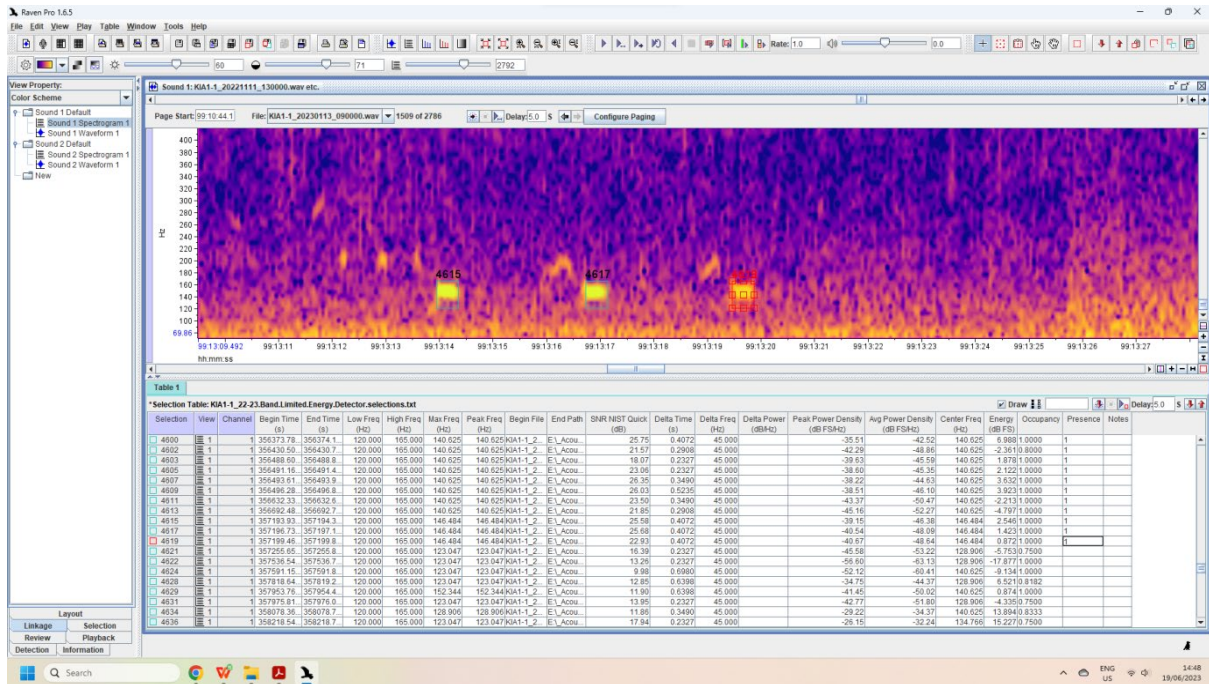 Raven Pro 1.6.5
File Edit View Play Table Window Tools Help
Rate: 1.0 0.0
60 71 2792
View Property:
Color Scheme
Sound 1 Default
Sound 1 Spectrogram 1
Sound 1 Waveform 1
Sound 2 Default
Sound 2 Spectrogram 1
Sound 2 Waveform 1
New
Layout
Linkage Selection
Review Playback
Detection Information
Sound 1: KIA1-1_20221111_130000.wav etc.
Page Start: 99:10:44.1 File: KIA1-1_20230113_090000.wav 1509 of 2786 Delay: 5.0 s Configure Paging
400
380
360
340
320
300
280
260
240
220
200
180
160
140
120
100
69.86
Hz
4615 4617
99:13:09.492 99:13:11 99:13:12 99:13:13 99:13:14 99:13:15 99:13:16 99:13:17 99:13:18 99:13:19 99:13:20 99:13:21 99:13:22 99:13:23 99:13:24 99:13:25 99:13:26 99:13:27
hh:mm:ss
Table 1
*Selection Table: KIA1-1_22-23.Band.Limited.Energy.Detector.selections.txt Draw Delay: 5.0 s
Selection View Channel Begin Time (s) End Time (s) Low Freq (Hz) High Freq (Hz) Max Freq (Hz) Peak Freq (Hz) Begin File End Path SNR NIST Quick (dB) Delta Time (s) Delta Freq (Hz) Delta Power (dB/Hz) Peak Power Density (dB FS/Hz) Avg Power Density (dB FS/Hz) Center Freq (Hz) Energy (dB FS) Occupancy Presence Notes
4600 1 1 356373.78... 356374.1... 120.000 165.000 140.625 140.625 KIA1-1_2... E:\_Acou... 25.75 0.4072 45.000 -35.51 -42.52 140.625 6.988 1.0000 1
4602 1 1 356430.50... 356430.7... 120.000 165.000 140.625 140.625 KIA1-1_2... E:\_Acou... 21.57 0.2908 45.000 -42.29 -48.86 140.625 -2.361 0.8000 1
4603 1 1 356488.60... 356488.8... 120.000 165.000 140.625 140.625 KIA1-1_2... E:\_Acou... 18.07 0.2327 45.000 -39.63 -45.59 140.625 1.878 1.0000 1
4605 1 1 356491.16... 356491.4... 120.000 165.000 140.625 140.625 KIA1-1_2... E:\_Acou... 23.06 0.2327 45.000 -38.60 -45.35 140.625 2.122 1.0000 1
4607 1 1 356493.61... 356493.9... 120.000 165.000 140.625 140.625 KIA1-1_2... E:\_Acou... 26.35 0.3490 45.000 -38.22 -44.63 140.625 3.632 1.0000 1
4609 1 1 356496.28... 356496.8... 120.000 165.000 140.625 140.625 KIA1-1_2... E:\_Acou... 26.03 0.5235 45.000 -38.51 -46.10 140.625 3.923 1.0000 1
4611 1 1 356632.33... 356632.6... 120.000 165.000 140.625 140.625 KIA1-1_2... E:\_Acou... 23.50 0.3490 45.000 -43.37 -50.47 140.625 -2.213 1.0000 1
4613 1 1 356692.48... 356692.7... 120.000 165.000 140.625 140.625 KIA1-1_2... E:\_Acou... 21.85 0.2908 45.000 -45.16 -52.27 140.625 -4.797 1.0000 1
4615 1 1 357193.93... 357194.3... 120.000 165.000 146.484 146.484 KIA1-1_2... E:\_Acou... 25.58 0.4072 45.000 -39.15 -46.38 146.484 2.546 1.0000 1
4617 1 1 357196.73... 357197.1... 120.000 165.000 146.484 146.484 KIA1-1_2... E:\_Acou... 25.68 0.4072 45.000 -40.54 -48.09 146.484 1.423 1.0000 1
4619 1 1 357199.46... 357199.8... 120.000 165.000 146.484 146.484 KIA1-1_2... E:\_Acou... 22.93 0.4072 45.000 -40.67 -48.64 146.484 0.872 1.0000 1
4621 1 1 357255.65... 357255.8... 120.000 165.000 123.047 123.047 KIA1-1_2... E:\_Acou... 16.39 0.2327 45.000 -45.58 -53.22 128.906 -5.753 0.7500
4622 1 1 357536.54... 357536.7... 120.000 165.000 123.047 123.047 KIA1-1_2... E:\_Acou... 13.26 0.2327 45.000 -56.60 -63.13 128.906 -17.877 1.0000
4624 1 1 357591.15... 357591.8... 120.000 165.000 123.047 123.047 KIA1-1_2... E:\_Acou... 9.98 0.6980 45.000 -52.12 -60.41 140.625 -9.134 1.0000
4628 1 1 357818.64... 357819.2... 120.000 165.000 123.047 123.047 KIA1-1_2... E:\_Acou... 12.85 0.6398 45.000 -34.75 -44.37 128.906 6.521 0.8182
4629 1 1 357953.76... 357954.4... 120.000 165.000 152.344 152.344 KIA1-1_2... E:\_Acou... 11.90 0.6398 45.000 -41.45 -50.02 140.625 0.874 1.0000
4631 1 1 357975.81... 357976.0... 120.000 165.000 123.047 123.047 KIA1-1_2... E:\_Acou... 13.95 0.2327 45.000 -42.77 -51.80 128.906 -4.335 0.7500
4634 1 1 358078.36... 358078.7... 120.000 165.000 128.906 128.906 KIA1-1_2... E:\_Acou... 11.86 0.3490 45.000 -29.22 -34.37 140.625 13.894 0.8333
4636 1 1 358218.54... 358218.7... 120.000 165.000 123.047 123.047 KIA1-1_2... E:\_Acou... 17.94 0.2327 45.000 -26.15 -32.24 134.766 15.227 0.7500
Search
ENG
US
14:48
19/06/2023